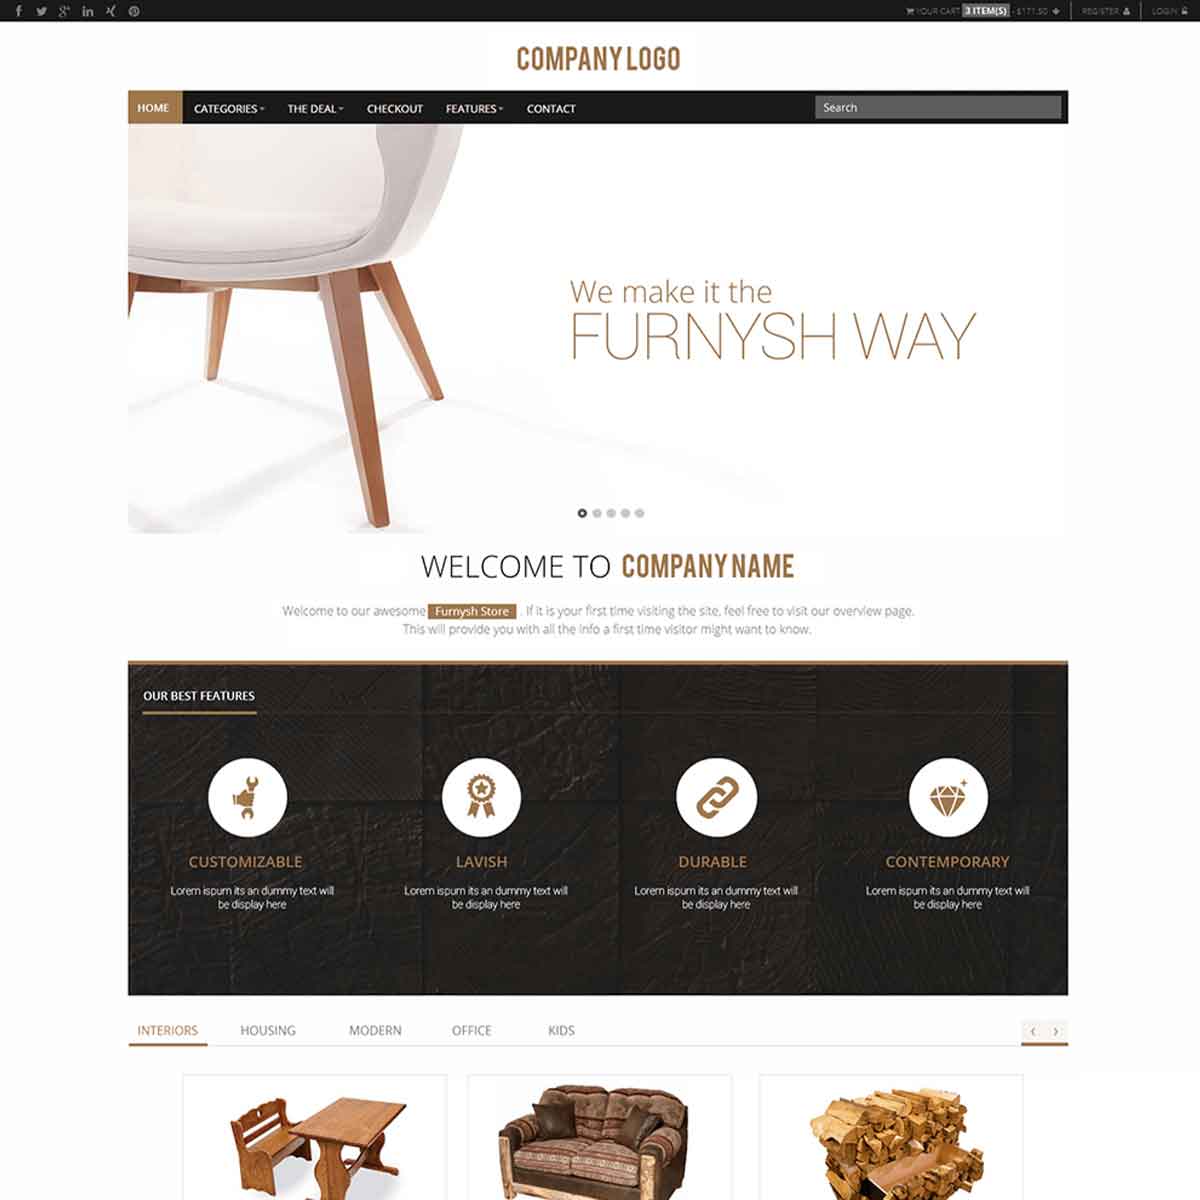 YOUR CART 3 ITEM(S) - $171.50
REGISTER
LOGIN
COMPANY LOGO
HOME CATEGORIES THE DEAL CHECKOUT FEATURES CONTACT
Search
We make it the
FURNYSH WAY
WELCOME TO COMPANY NAME
Welcome to our awesome Furnysh Store . If it is your first time visiting the site, feel free to visit our overview page.
This will provide you with all the info a first time visitor might want to know.
OUR BEST FEATURES
CUSTOMIZABLE
Lorem ispum its an dummy text will
be display here
LAVISH
Lorem ispum its an dummy text will
be display here
DURABLE
Lorem ispum its an dummy text will
be display here
CONTEMPORARY
Lorem ispum its an dummy text will
be display here
INTERIORS HOUSING MODERN OFFICE KIDS